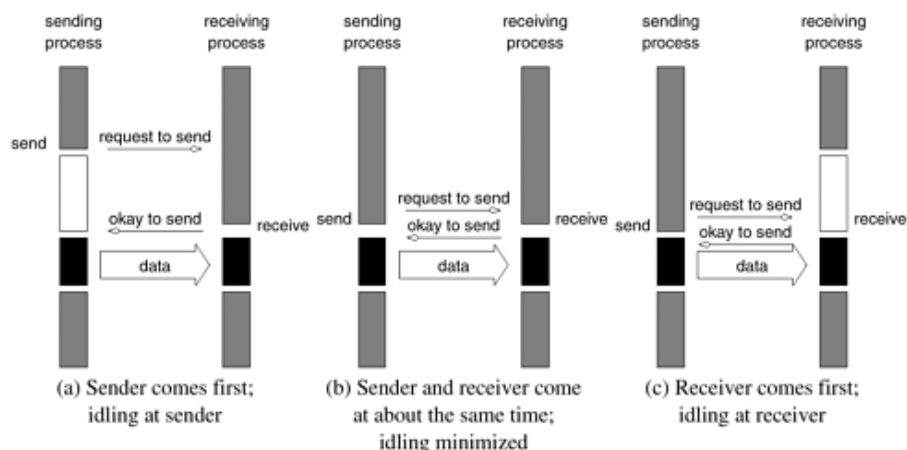 sending process
receiving process
send
request to send
okay to send
receive
data
(a) Sender comes first;
idling at sender
sending process
receiving process
send
request to send
okay to send
receive
data
(b) Sender and receiver come
at about the same time;
idling minimized
sending process
receiving process
send
request to send
okay to send
receive
data
(c) Receiver comes first;
idling at receiver